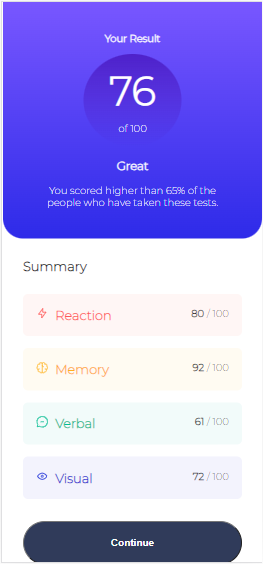 Your Result
76
of 100
Great
You scored higher than 65% of the
people who have taken these tests.
Summary
Reaction 80 / 100
Memory 92 / 100
Verbal 61 / 100
Visual 72 / 100
Continue